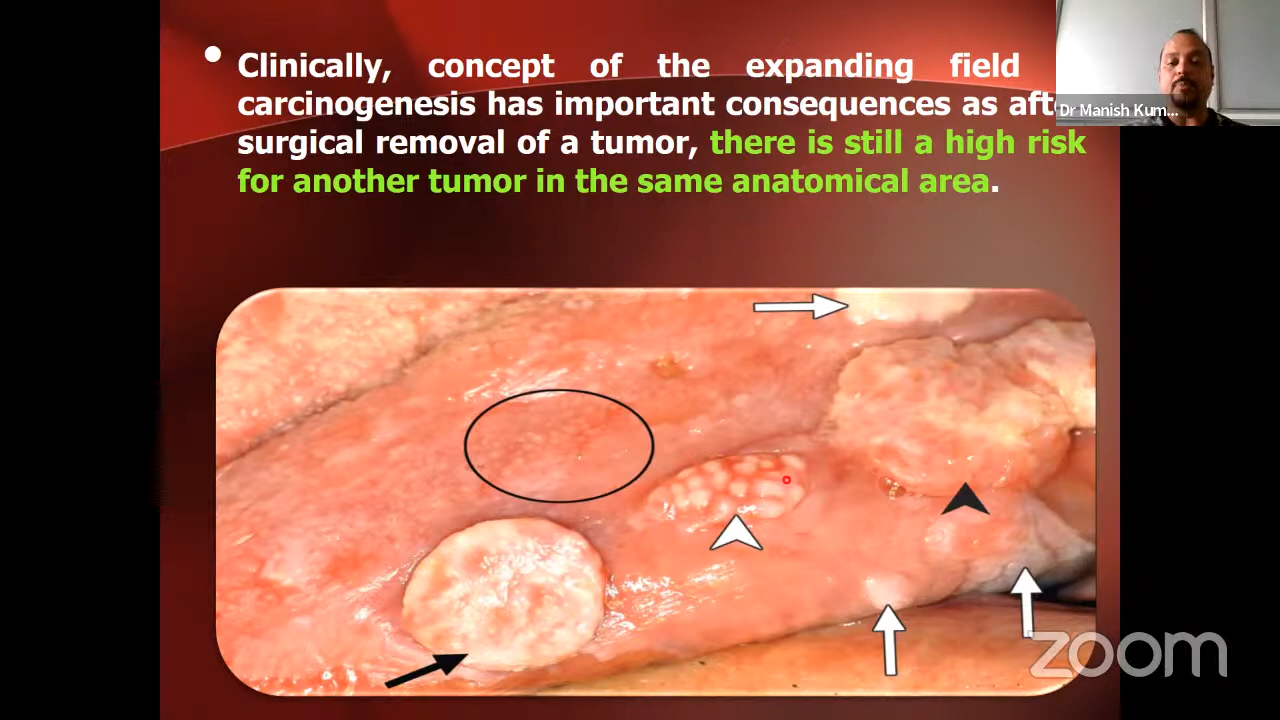 • Clinically, concept of the expanding field
carcinogenesis has important consequences as
surgical removal of a tumor, there is still a high risk
for another tumor in the same anatomical area.
Dr Manish Kum...
zoom